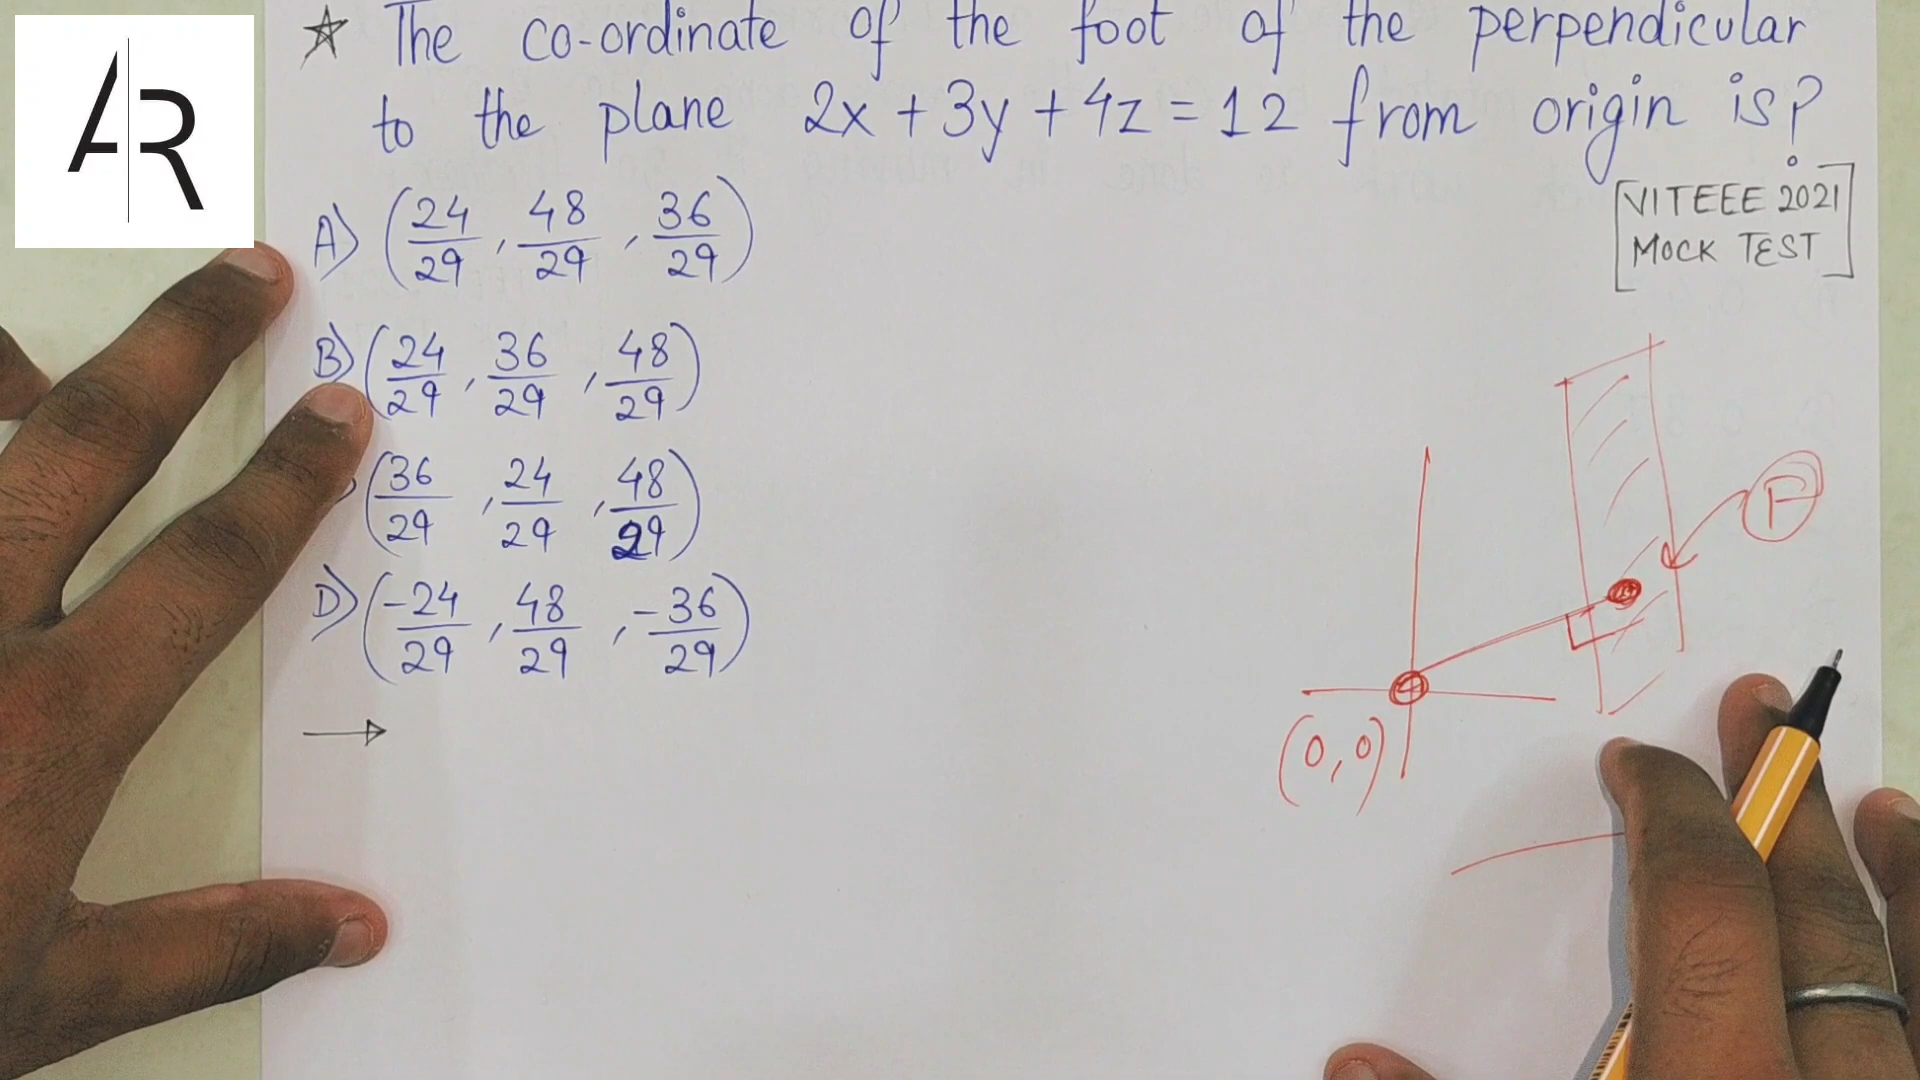 AR
☆ The co-ordinate of the foot of the perpendicular
to the plane 2x + 3y + 4z = 12 from origin is?
[VITEEE 2021
MOCK TEST]
A) (24/29, 48/29, 36/29)
B) (24/29, 36/29, 48/29)
) (36/29, 24/29, 48/29)
D) (-24/29, 48/29, -36/29)
→
F
(0,0)